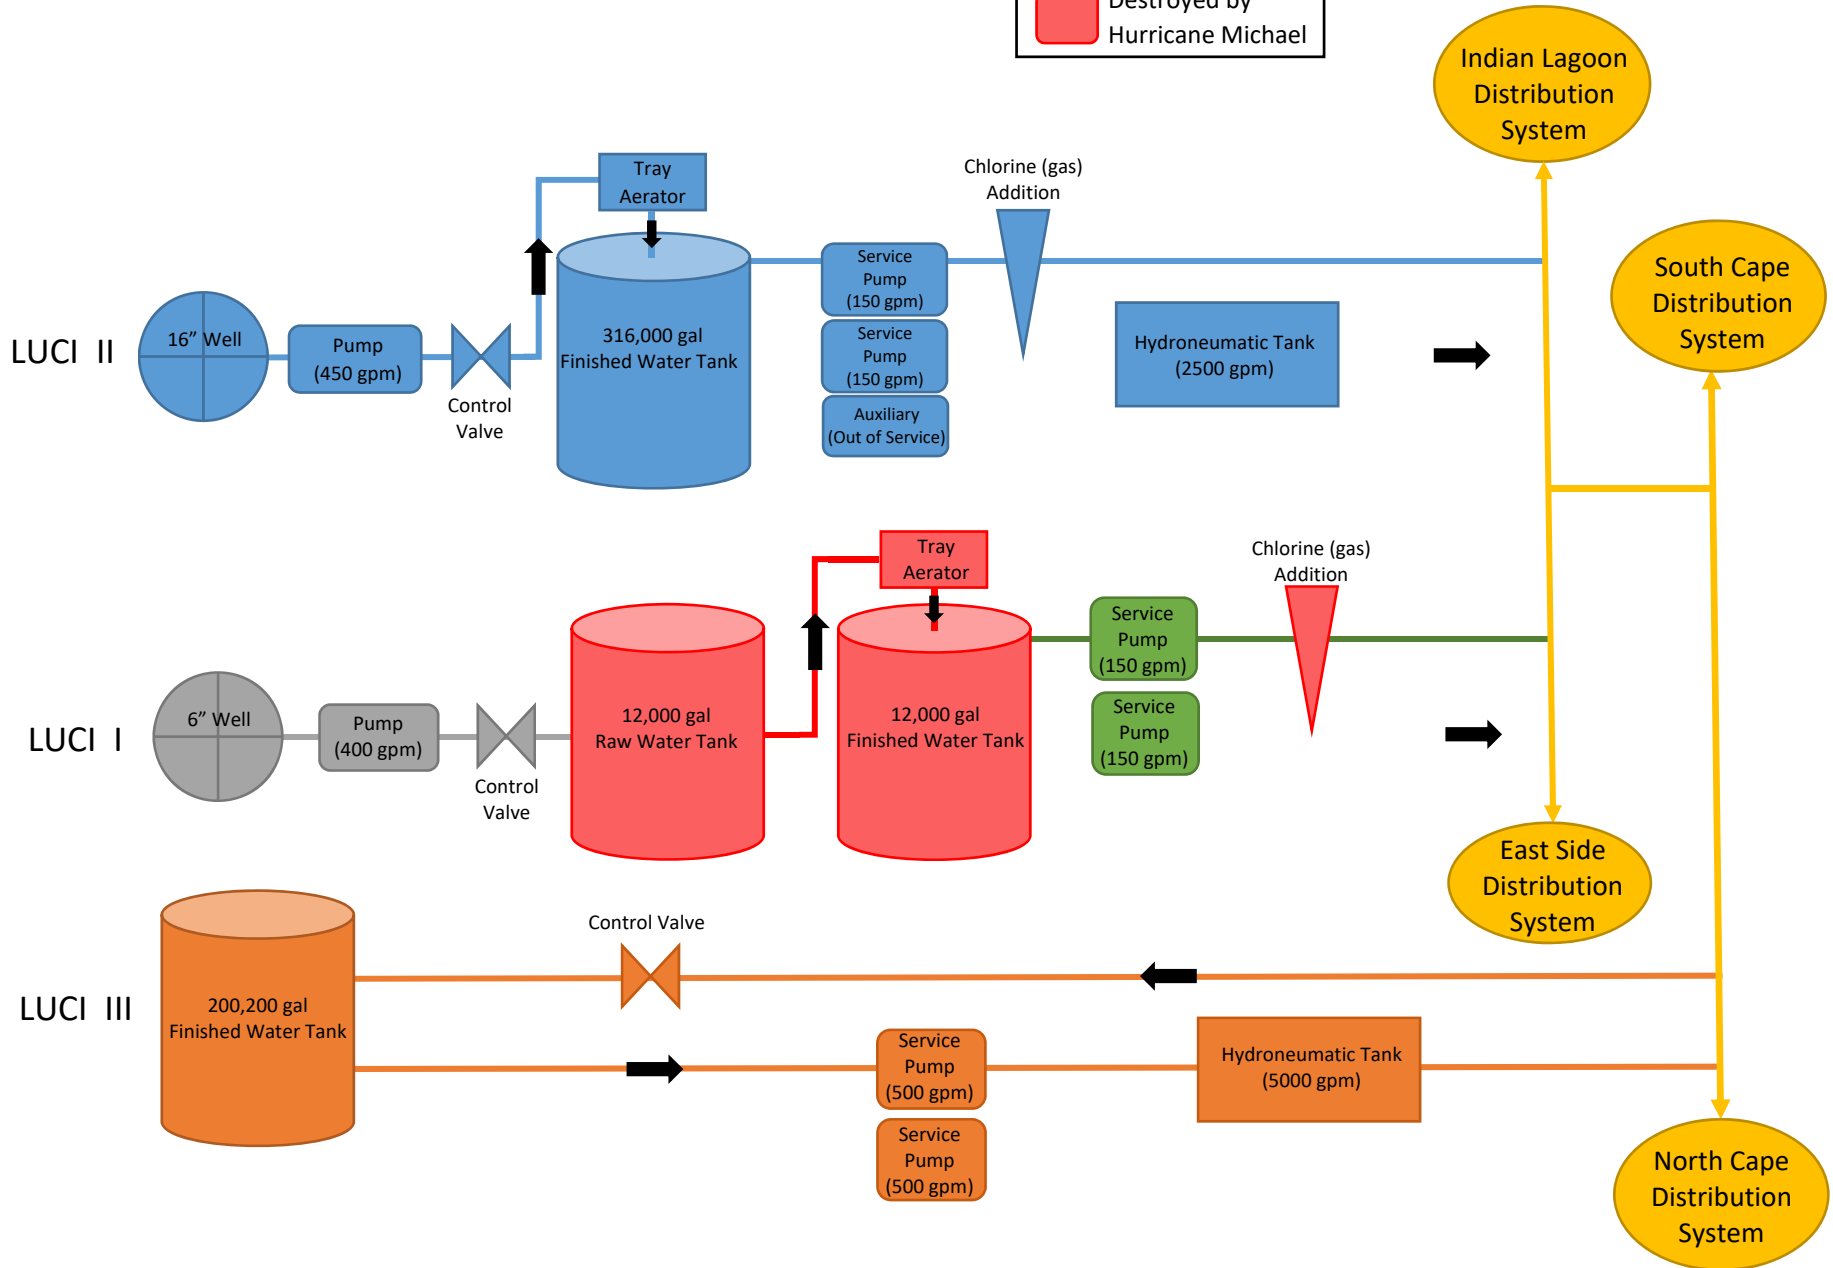 Destroyed by
Hurricane Michael
Indian Lagoon
Distribution
System
South Cape
Distribution
System
LUCI II
16” Well
Pump
(450 gpm)
Control
Valve
Tray
Aerator
316,000 gal
Finished Water Tank
Service
Pump
(150 gpm)
Service
Pump
(150 gpm)
Auxiliary
(Out of Service)
Chlorine (gas)
Addition
Hydroneumatic Tank
(2500 gpm)
LUCI I
6” Well
Pump
(400 gpm)
Control
Valve
12,000 gal
Raw Water Tank
Tray
Aerator
12,000 gal
Finished Water Tank
Service
Pump
(150 gpm)
Service
Pump
(150 gpm)
Chlorine (gas)
Addition
East Side
Distribution
System
LUCI III
200,200 gal
Finished Water Tank
Control Valve
Service
Pump
(500 gpm)
Service
Pump
(500 gpm)
Hydroneumatic Tank
(5000 gpm)
North Cape
Distribution
System